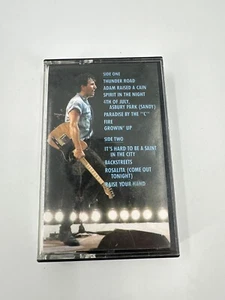 SIDE ONE
THUNDER ROAD
ADAM RAISED A CAIN
SPIRIT IN THE NIGHT
4TH OF JULY,
ASBURY PARK (SANDY)
PARADISE BY THE "C"
FIRE
GROWIN' UP
SIDE TWO
IT'S HARD TO BE A SAINT
IN THE CITY
BACKSTREETS
ROSALITA (COME OUT
TONIGHT)
RAISE YOUR HAND